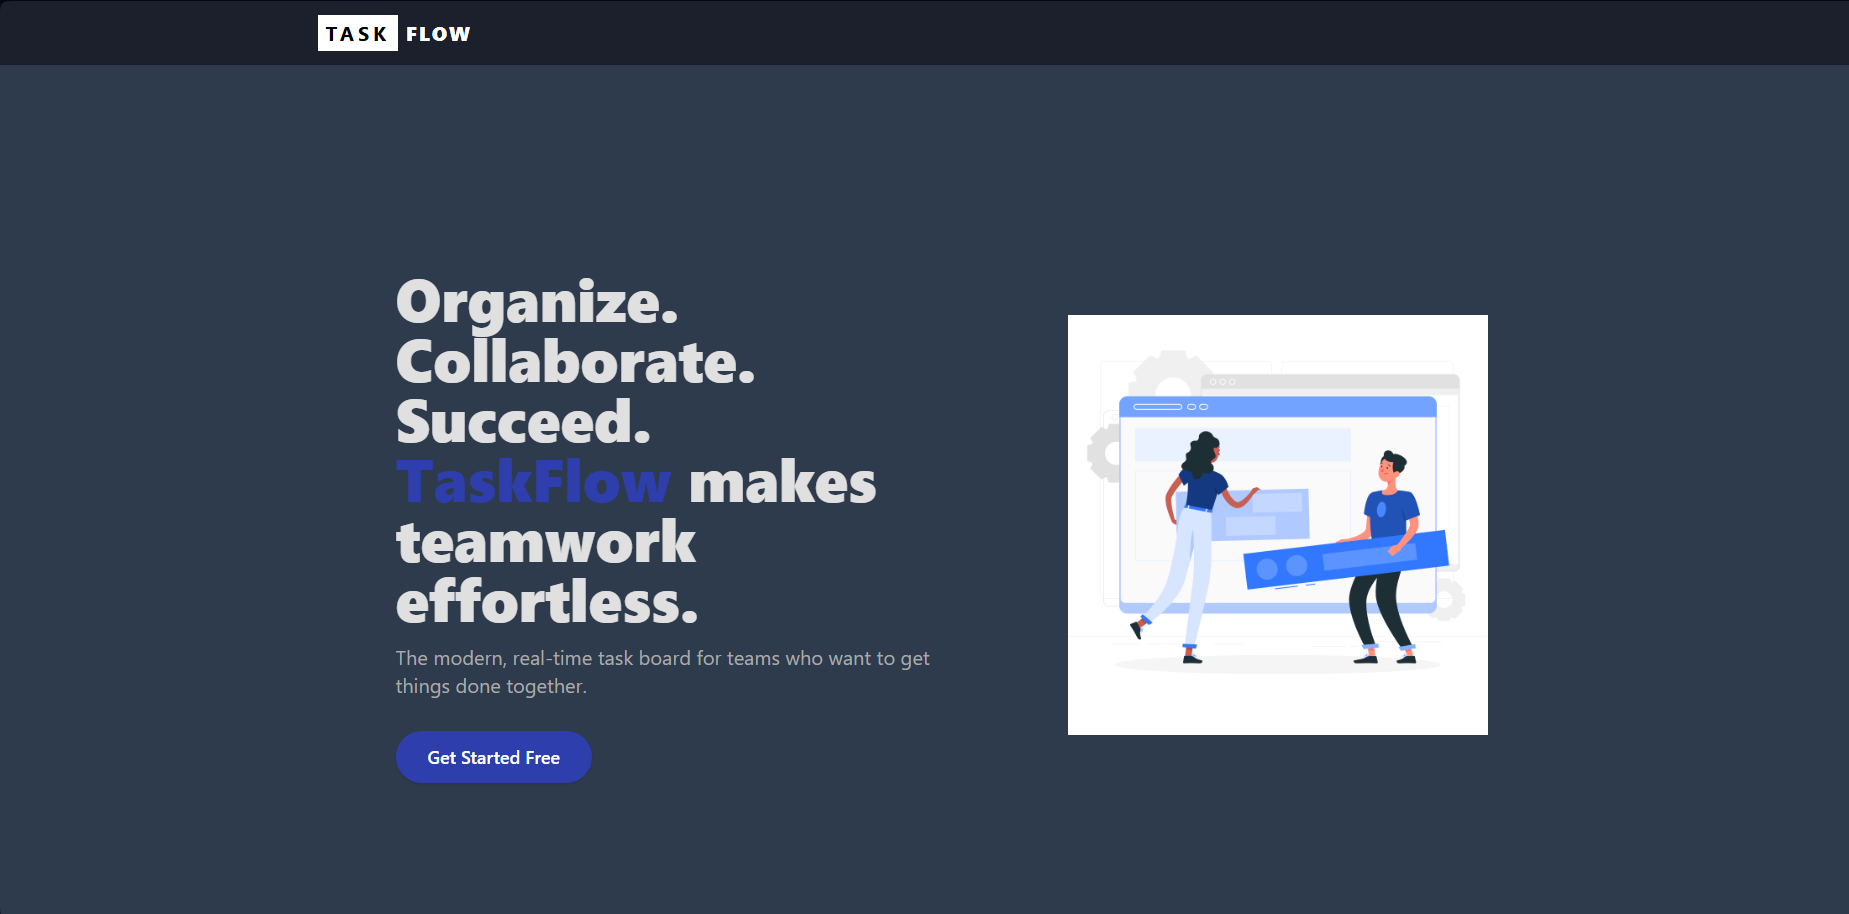 TASK FLOW
Organize.
Collaborate.
Succeed.
TaskFlow makes
teamwork
effortless.
The modern, real-time task board for teams who want to get
things done together.
Get Started Free